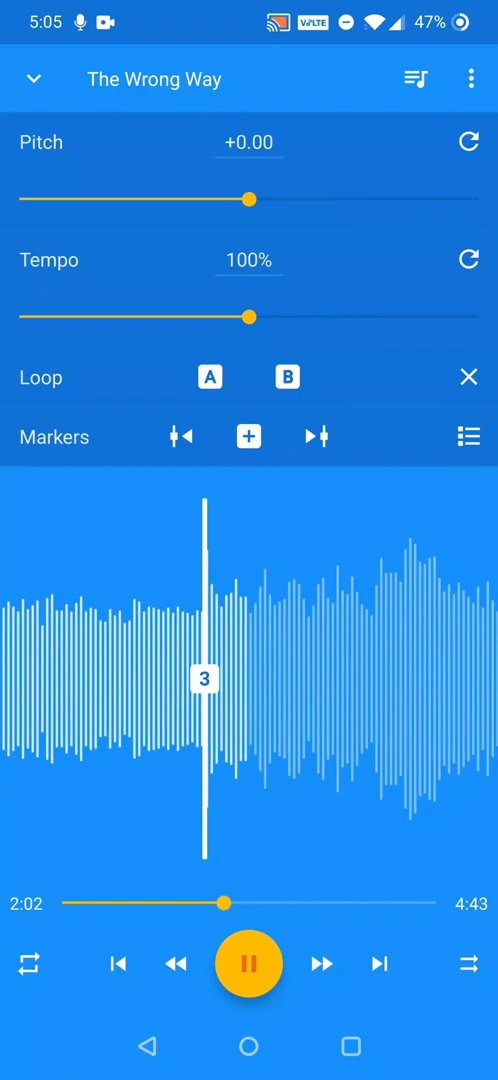 5:05 VoLTE 47%
The Wrong Way
Pitch +0.00
Tempo 100%
Loop A B
Markers
3
2:02 4:43